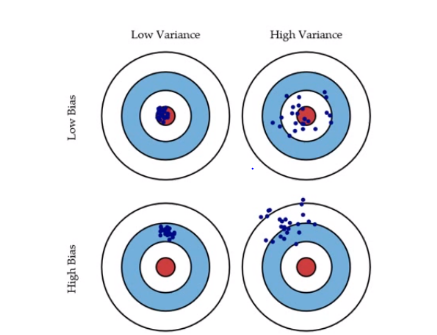 Low Variance
High Variance
Low Bias
High Bias